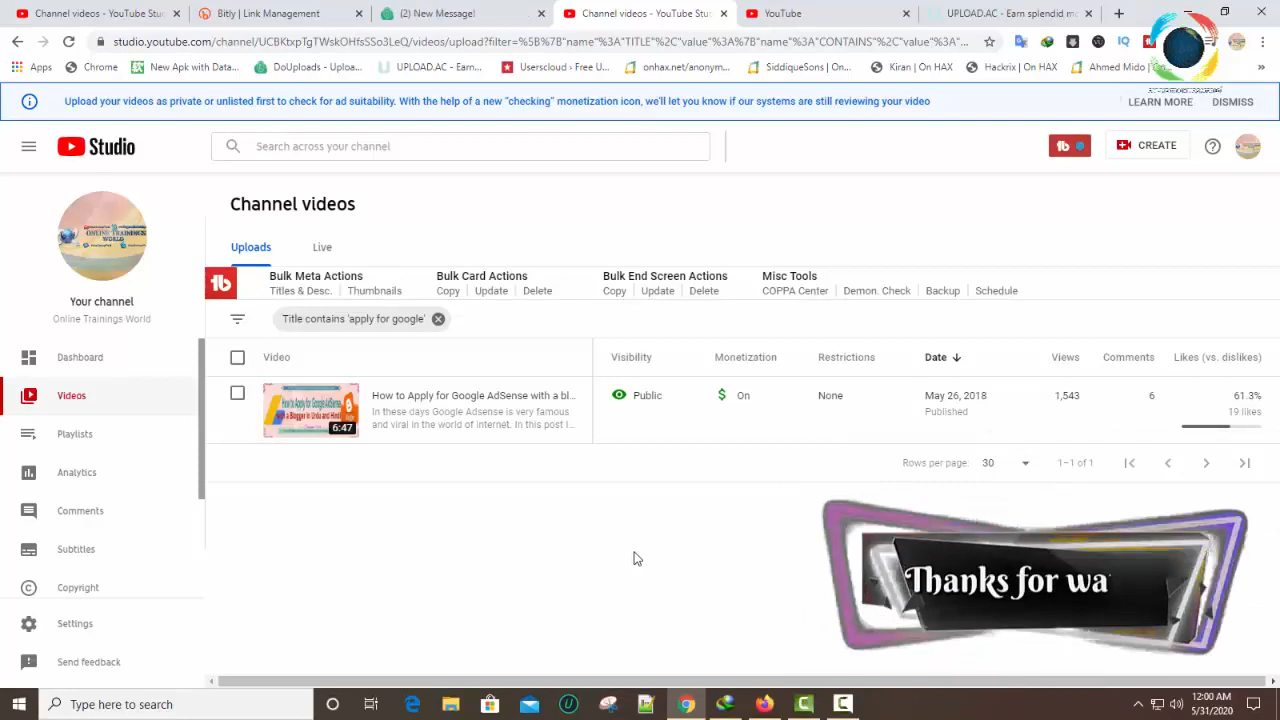 Channel videos - YouTube Stu
Bitly | Link Management
(2) New Message!
Channel videos - YouTube Stu
YouTube
UPLOAD.AC - Earn splendid m
studio.youtube.com/channel/UCBKtxpTgTWskOHfsSSo3LeQ/videos/upload?filter=%5B%7B"name"%3A"TITLE"%2C"value"%3A%7B"name"%3A"CONTAINS"%2C"value"%3A...
Apps
Chrome
New Apk with Data...
DoUploads - Uploa...
UPLOAD.AC - Earn...
Userscloud › Free U...
onhax.net/anonym...
SiddiqueSons | On...
Kiran | On HAX
Hackrix | On HAX
Ahmed Mido | On...
»
Upload your videos as private or unlisted first to check for ad suitability. With the help of a new "checking" monetization icon, we'll let you know if our systems are still reviewing your video
LEARN MORE
DISMISS
Studio
Search across your channel
tb
CREATE
Channel videos
Uploads
Live
tb
Bulk Meta Actions
Bulk Card Actions
Bulk End Screen Actions
Misc Tools
Titles & Desc. | Thumbnails
Copy | Update | Delete
Copy | Update | Delete
COPPA Center | Demon. Check | Backup | Schedule
Your channel
Online Trainings World
ONLINE TRAININGS WORLD
Title contains 'apply for google'
Dashboard
Videos
Playlists
Analytics
Comments
Subtitles
Copyright
Settings
Send feedback
Video
Visibility
Monetization
Restrictions
Date
Views
Comments
Likes (vs. dislikes)
How to Apply for Google AdSense with a bl...
In these days Google Adsense is very famous
and viral in the world of internet. In this post I...
6:47
Public
$ On
None
May 26, 2018
Published
1,543
6
61.3%
19 likes
Rows per page: 30
1–1 of 1
Thanks for wa
Type here to search
12:00 AM
5/31/2020